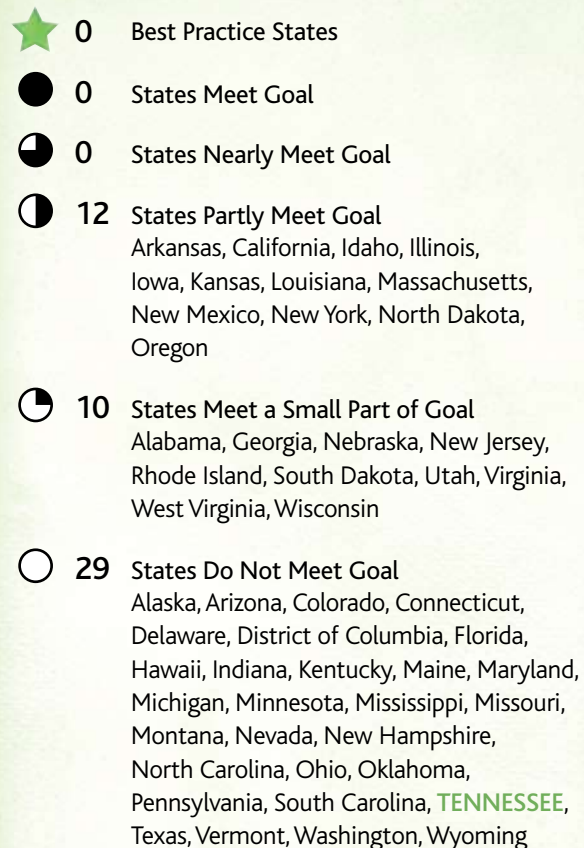 0 Best Practice States
0 States Meet Goal
0 States Nearly Meet Goal
12 States Partly Meet Goal
Arkansas, California, Idaho, Illinois,
Iowa, Kansas, Louisiana, Massachusetts,
New Mexico, New York, North Dakota,
Oregon
10 States Meet a Small Part of Goal
Alabama, Georgia, Nebraska, New Jersey,
Rhode Island, South Dakota, Utah, Virginia,
West Virginia, Wisconsin
29 States Do Not Meet Goal
Alaska, Arizona, Colorado, Connecticut,
Delaware, District of Columbia, Florida,
Hawaii, Indiana, Kentucky, Maine, Maryland,
Michigan, Minnesota, Mississippi, Missouri,
Montana, Nevada, New Hampshire,
North Carolina, Ohio, Oklahoma,
Pennsylvania, South Carolina, TENNESSEE,
Texas, Vermont, Washington, Wyoming